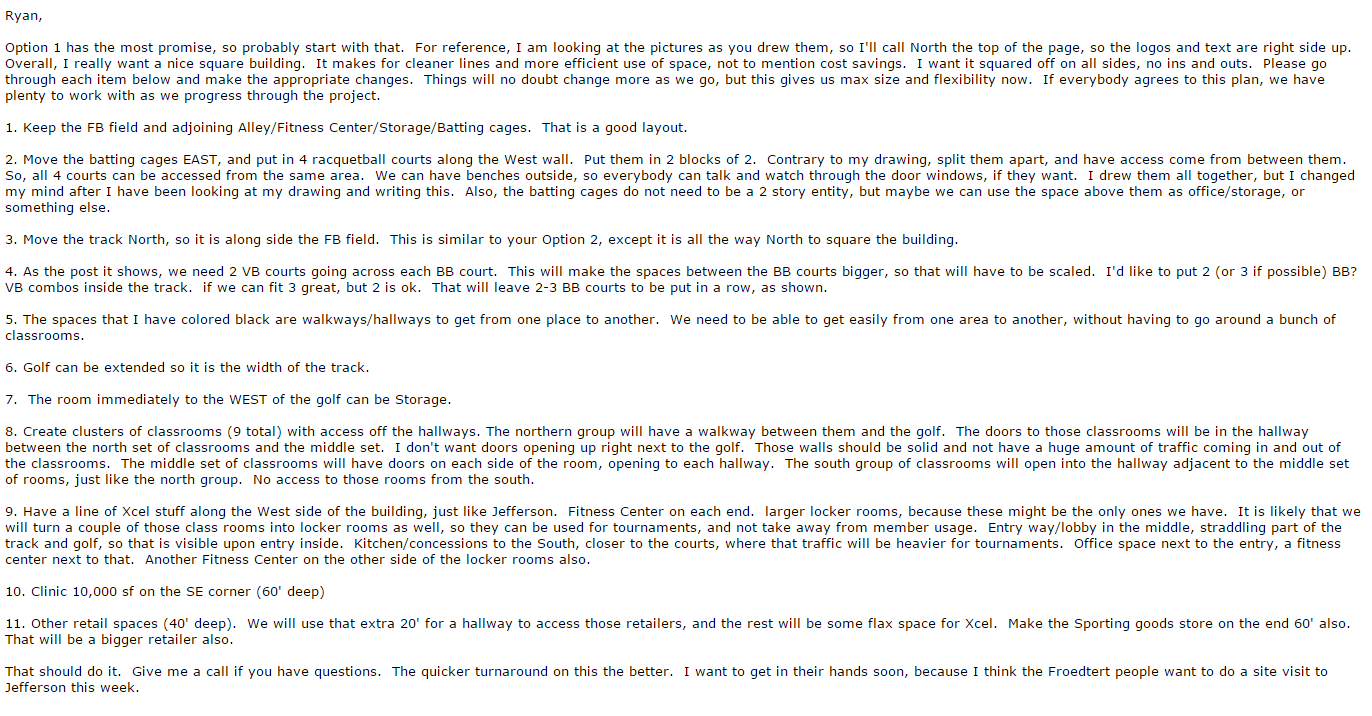 Ryan,
Option 1 has the most promise, so probably start with that.  For reference, I am looking at the pictures as you drew them, so I'll call North the top of the page, so the logos and text are right side up.
Overall, I really want a nice square building.  It makes for cleaner lines and more efficient use of space, not to mention cost savings.  I want it squared off on all sides, no ins and outs.  Please go
through each item below and make the appropriate changes.  Things will no doubt change more as we go, but this gives us max size and flexibility now.  If everybody agrees to this plan, we have
plenty to work with as we progress through the project.
1. Keep the FB field and adjoining Alley/Fitness Center/Storage/Batting cages.  That is a good layout.
2. Move the batting cages EAST, and put in 4 racquetball courts along the West wall.  Put them in 2 blocks of 2.  Contrary to my drawing, split them apart, and have access come from between them.
So, all 4 courts can be accessed from the same area.  We can have benches outside, so everybody can talk and watch through the door windows, if they want.  I drew them all together, but I changed
my mind after I have been looking at my drawing and writing this.  Also, the batting cages do not need to be a 2 story entity, but maybe we can use the space above them as office/storage, or
something else.
3. Move the track North, so it is along side the FB field.  This is similar to your Option 2, except it is all the way North to square the building.
4. As the post it shows, we need 2 VB courts going across each BB court.  This will make the spaces between the BB courts bigger, so that will have to be scaled.  I'd like to put 2 (or 3 if possible) BB?
VB combos inside the track.  if we can fit 3 great, but 2 is ok.  That will leave 2-3 BB courts to be put in a row, as shown.
5. The spaces that I have colored black are walkways/hallways to get from one place to another.  We need to be able to get easily from one area to another, without having to go around a bunch of
classrooms.
6. Golf can be extended so it is the width of the track.
7.  The room immediately to the WEST of the golf can be Storage.
8. Create clusters of classrooms (9 total) with access off the hallways. The northern group will have a walkway between them and the golf.  The doors to those classrooms will be in the hallway
between the north set of classrooms and the middle set.  I don't want doors opening up right next to the golf.  Those walls should be solid and not have a huge amount of traffic coming in and out of
the classrooms.  The middle set of classrooms will have doors on each side of the room, opening to each hallway.  The south group of classrooms will open into the hallway adjacent to the middle set
of rooms, just like the north group.  No access to those rooms from the south.
9. Have a line of Xcel stuff along the West side of the building, just like Jefferson.  Fitness Center on each end.  larger locker rooms, because these might be the only ones we have.  It is likely that we
will turn a couple of those class rooms into locker rooms as well, so they can be used for tournaments, and not take away from member usage.  Entry way/lobby in the middle, straddling part of the
track and golf, so that is visible upon entry inside.  Kitchen/concessions to the South, closer to the courts, where that traffic will be heavier for tournaments.  Office space next to the entry, a fitness
center next to that.  Another Fitness Center on the other side of the locker rooms also.
10. Clinic 10,000 sf on the SE corner (60' deep)
11. Other retail spaces (40' deep).  We will use that extra 20' for a hallway to access those retailers, and the rest will be some flax space for Xcel.  Make the Sporting goods store on the end 60' also.
That will be a bigger retailer also.
That should do it.  Give me a call if you have questions.  The quicker turnaround on this the better.  I want to get in their hands soon, because I think the Froedtert people want to do a site visit to
Jefferson this week.